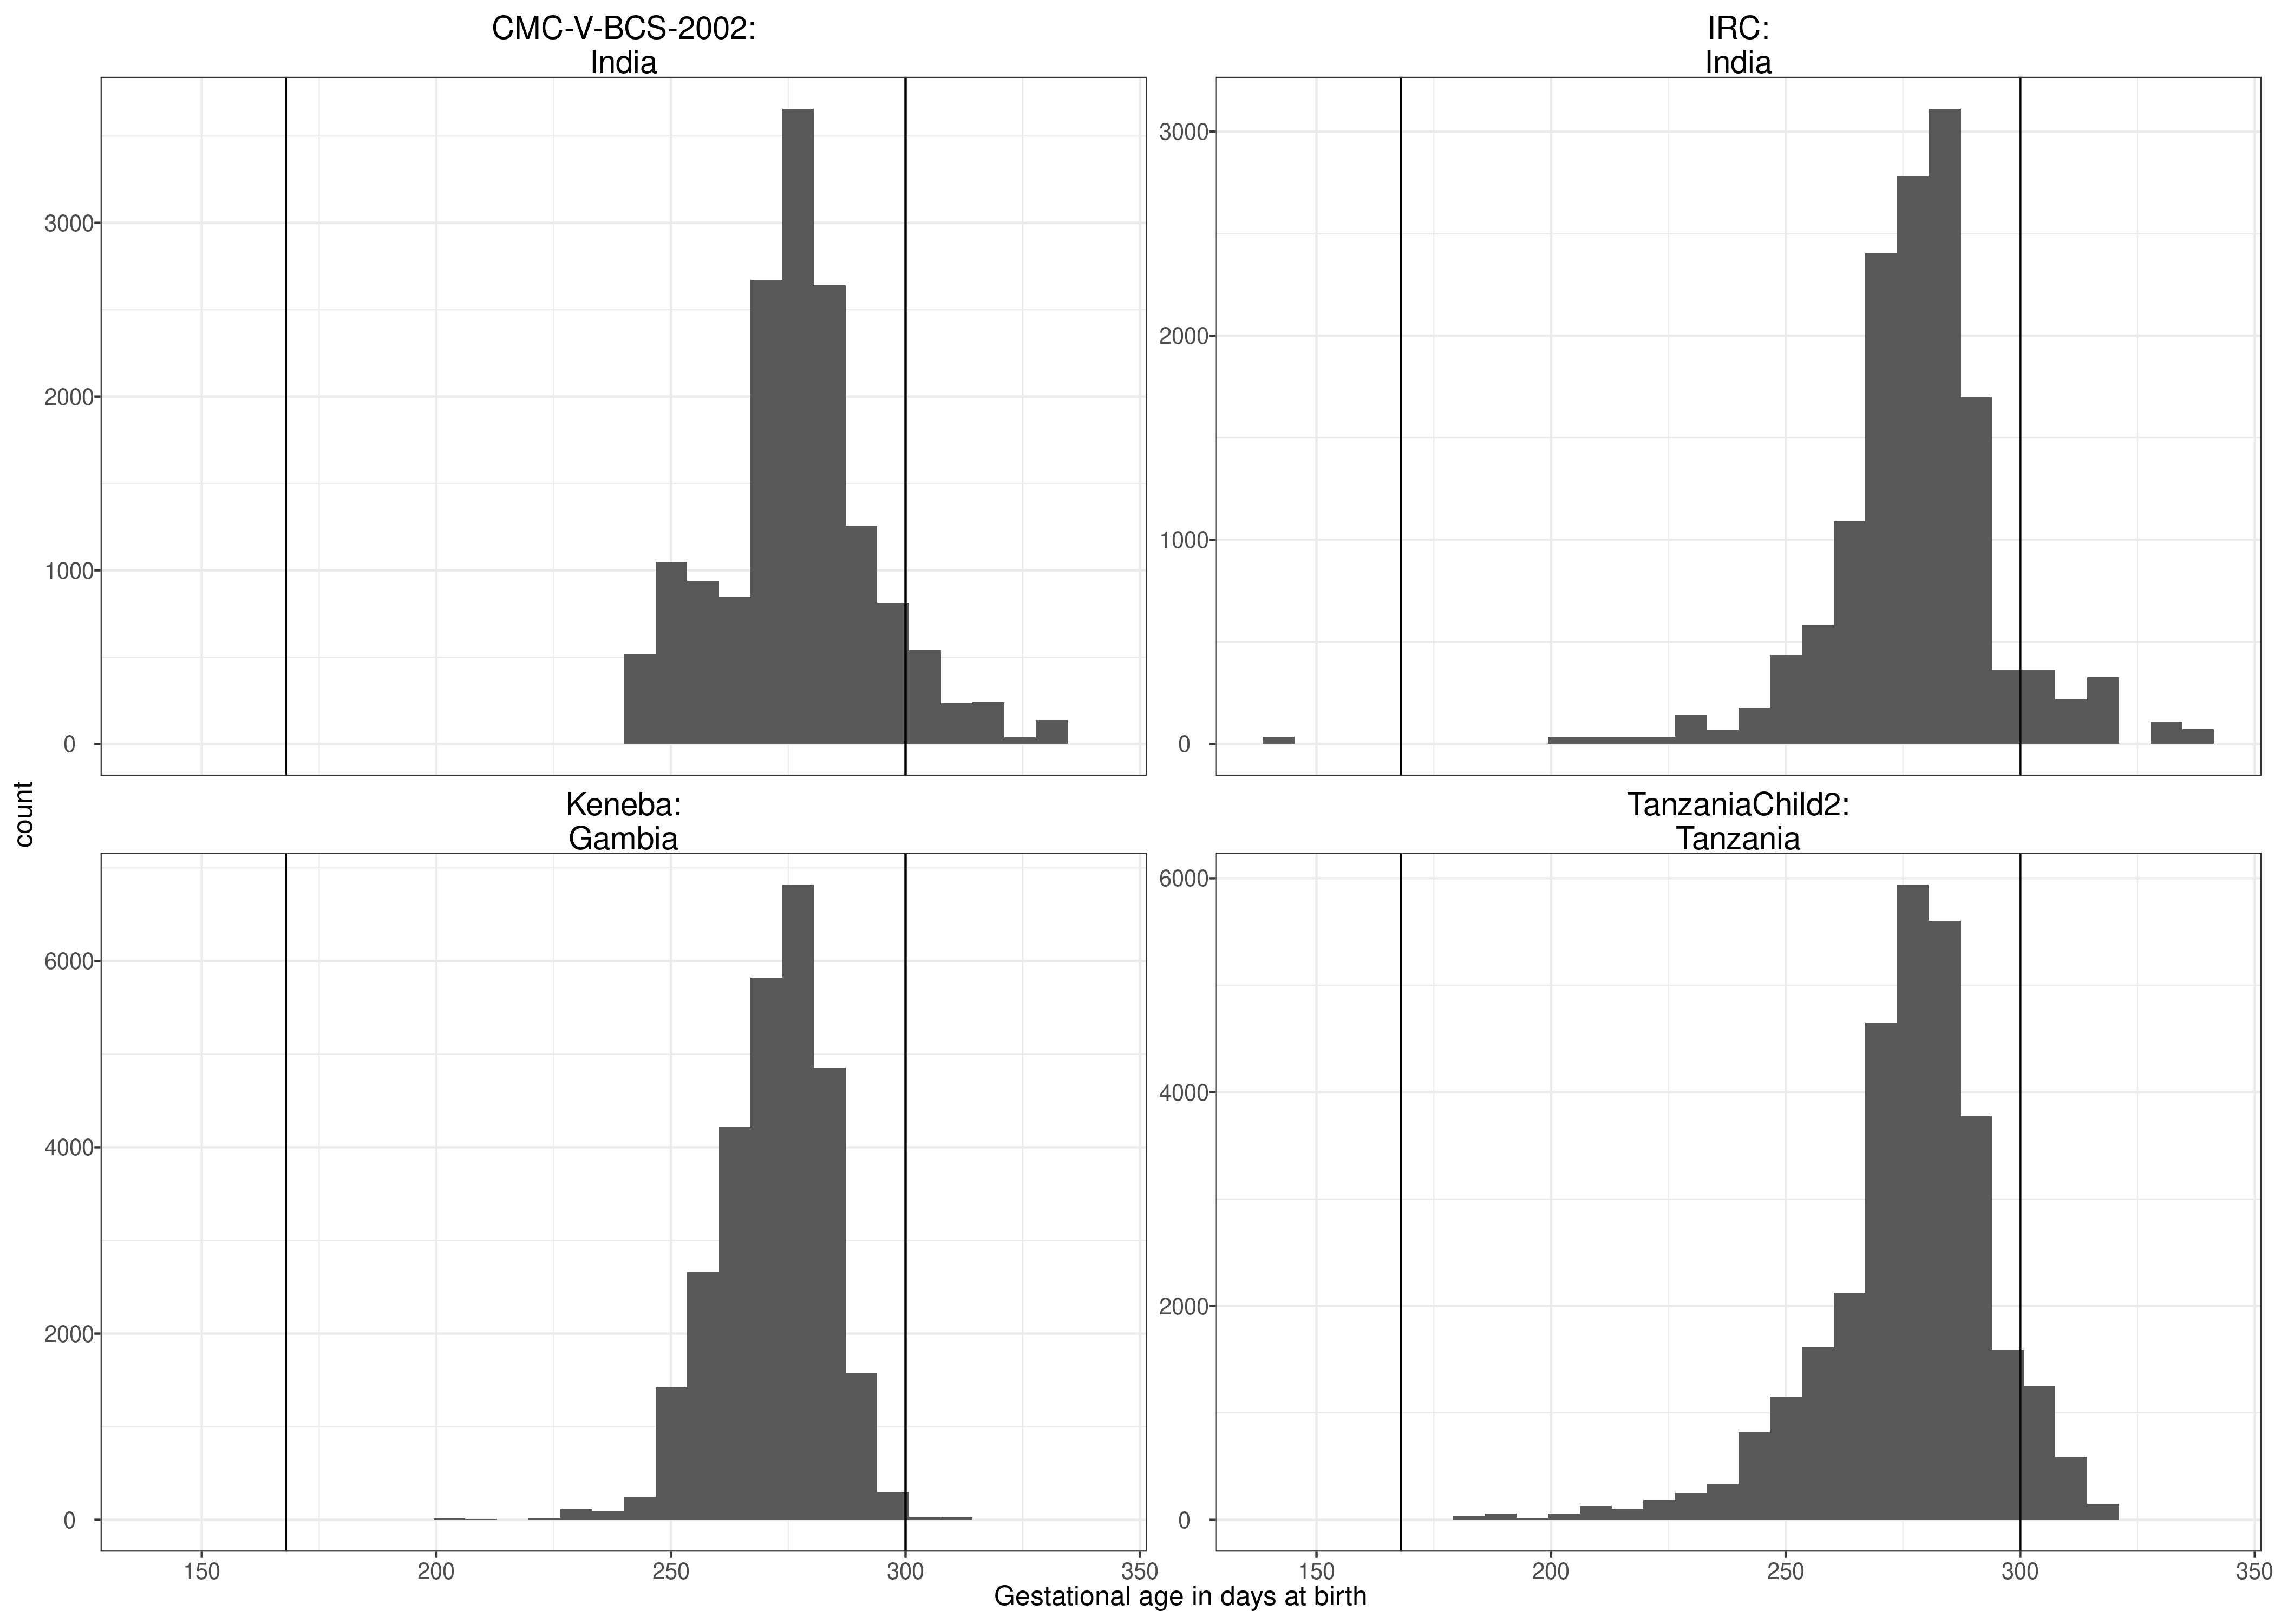 CMC-V-BCS-2002:
India
IRC:
India
3000
2000
1000
0
3000
2000
1000
0
count
Keneba:
Gambia
TanzaniaChild2:
Tanzania
6000
4000
2000
0
6000
4000
2000
0
150 200 250 300 350
150 200 250 300 350
Gestational age in days at birth